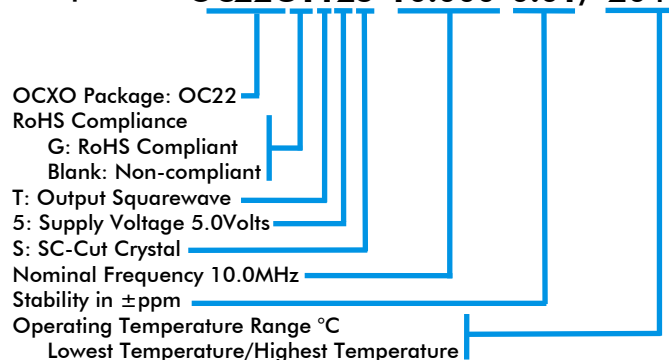 OCXO Package: OC22
RoHS Compliance
G: RoHS Compliant
Blank: Non-compliant
T: Output Squarewave
5: Supply Voltage 5.0Volts
S: SC-Cut Crystal
Nominal Frequency 10.0MHz
Stability in ±ppm
Operating Temperature Range °C
Lowest Temperature/Highest Temperature